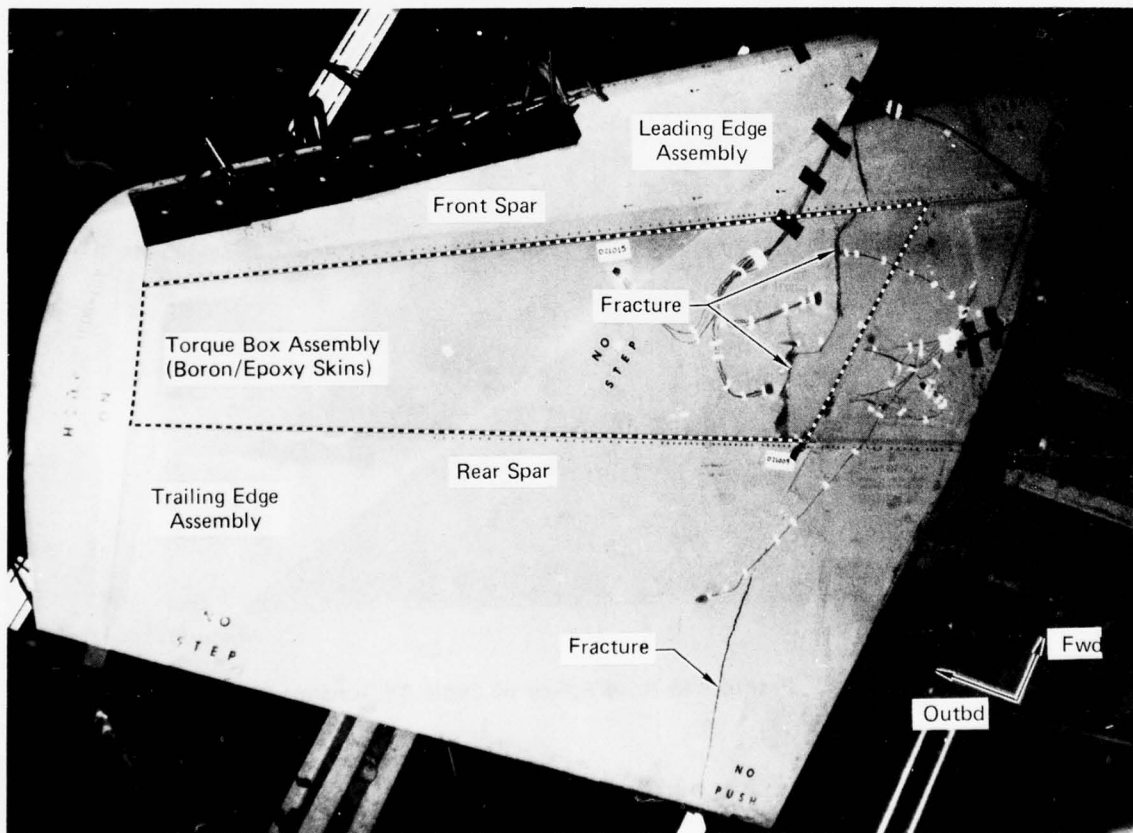 Leading Edge
Assembly
Front Spar
021015
Fracture
NO
STEP
Torque Box Assembly
(Boron/Epoxy Skins)
Rear Spar
Trailing Edge
Assembly
NO
STEP
Fracture
Fwd
Outbd
NO
PUSH